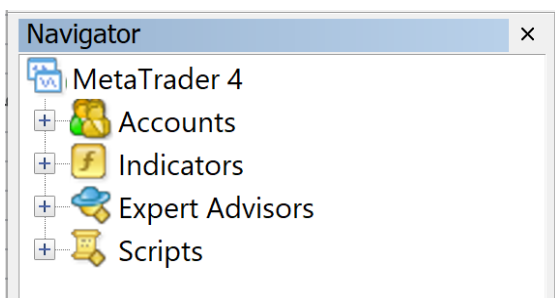 Navigator
MetaTrader 4
Accounts
Indicators
Expert Advisors
Scripts